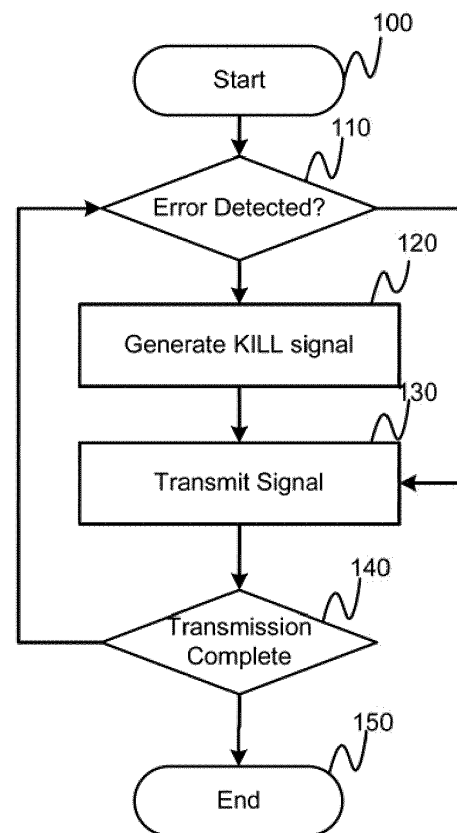 100
Start
110
Error Detected?
120
Generate KILL signal
130
Transmit Signal
140
Transmission
Complete
150
End